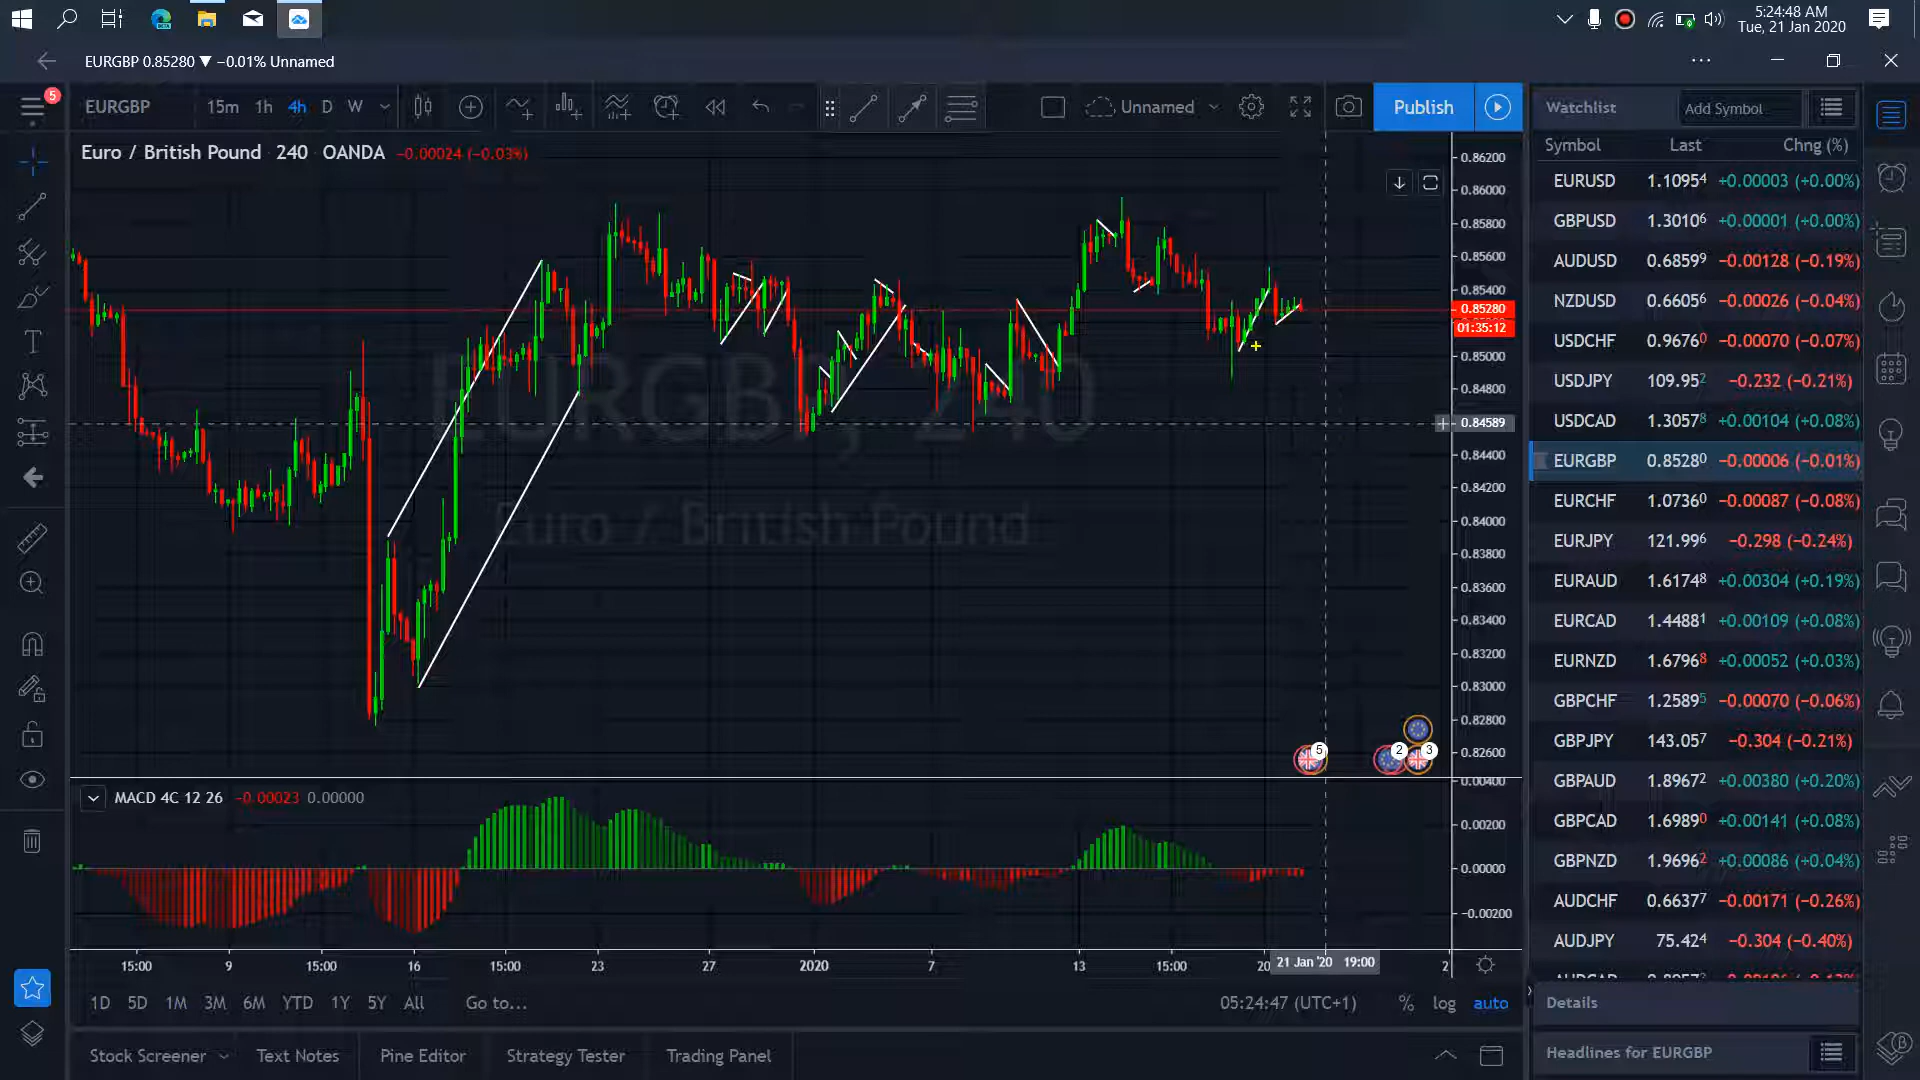 5:24:48 AM
Tue, 21 Jan 2020
EURGBP 0.85280 ▼ −0.01% Unnamed
5
EURGBP 15m 1h 4h D W Unnamed Publish
Euro / British Pound 240 OANDA −0.00024 (−0.03%)
EURGBP, 240
Euro / British Pound
0.86200
0.86000
0.85800
0.85600
0.85400
0.85280
01:35:12
0.85000
0.84800
0.84589
0.84400
0.84200
0.84000
0.83800
0.83600
0.83400
0.83200
0.83000
0.82800
0.82600
5 2 3
MACD 4C 12 26 −0.00023 0.00000
0.00400
0.00200
0.00000
−0.00200
15:00 9 15:00 16 15:00 23 27 2020 7 13 15:00 20 21 Jan '20 19:00 2
1D 5D 1M 3M 6M YTD 1Y 5Y All Go to... 05:24:47 (UTC+1) % log auto
Stock Screener Text Notes Pine Editor Strategy Tester Trading Panel
Watchlist Add Symbol
Symbol Last Chng (%)
EURUSD 1.10954 +0.00003 (+0.00%)
GBPUSD 1.30106 +0.00001 (+0.00%)
AUDUSD 0.68599 −0.00128 (−0.19%)
NZDUSD 0.66056 −0.00026 (−0.04%)
USDCHF 0.96760 −0.00070 (−0.07%)
USDJPY 109.952 −0.232 (−0.21%)
USDCAD 1.30578 +0.00104 (+0.08%)
EURGBP 0.85280 −0.00006 (−0.01%)
EURCHF 1.07360 −0.00087 (−0.08%)
EURJPY 121.996 −0.298 (−0.24%)
EURAUD 1.61748 +0.00304 (+0.19%)
EURCAD 1.44881 +0.00109 (+0.08%)
EURNZD 1.67968 +0.00052 (+0.03%)
GBPCHF 1.25895 −0.00070 (−0.06%)
GBPJPY 143.057 −0.304 (−0.21%)
GBPAUD 1.89672 +0.00380 (+0.20%)
GBPCAD 1.69890 +0.00141 (+0.08%)
GBPNZD 1.96962 +0.00086 (+0.04%)
AUDCHF 0.66377 −0.00171 (−0.26%)
AUDJPY 75.424 −0.304 (−0.40%)
Details
Headlines for EURGBP